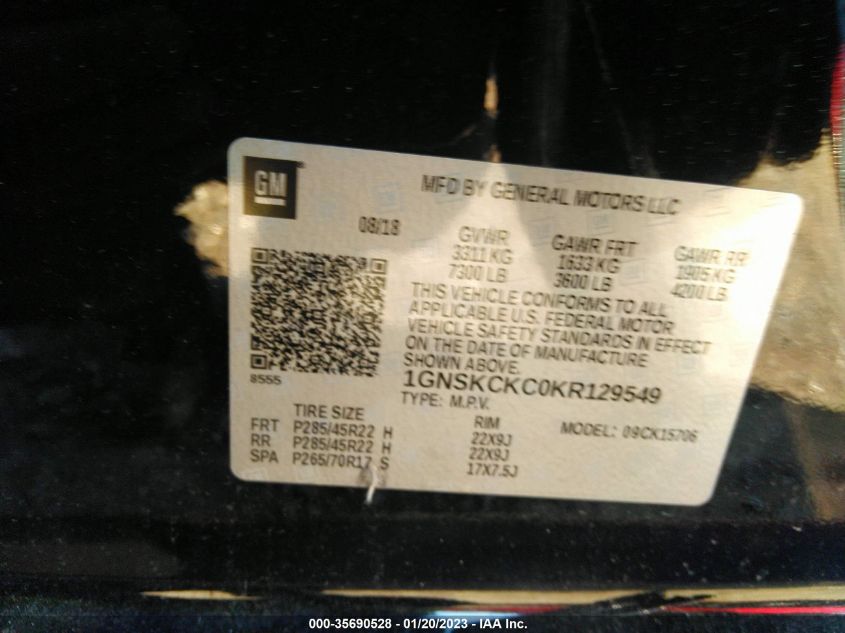 GM
MFD BY GENERAL MOTORS LLC
08/18
GVWR
3311 KG
7300 LB
GAWR FRT
1633 KG
3600 LB
GAWR RR
1905 KG
4200 LB
THIS VEHICLE CONFORMS TO ALL
APPLICABLE U.S. FEDERAL MOTOR
VEHICLE SAFETY STANDARDS IN EFFECT
ON THE DATE OF MANUFACTURE
SHOWN ABOVE.
8555
1GNSKCKC0KR129549
TYPE: M.P.V.
TIRE SIZE
RIM
MODEL: 09CK15706
FRT P285/45R22 H 22X9J
RR P285/45R22 H 22X9J
SPA P265/70R17 S 17X7.5J
000-35690528 - 01/20/2023 - IAA Inc.